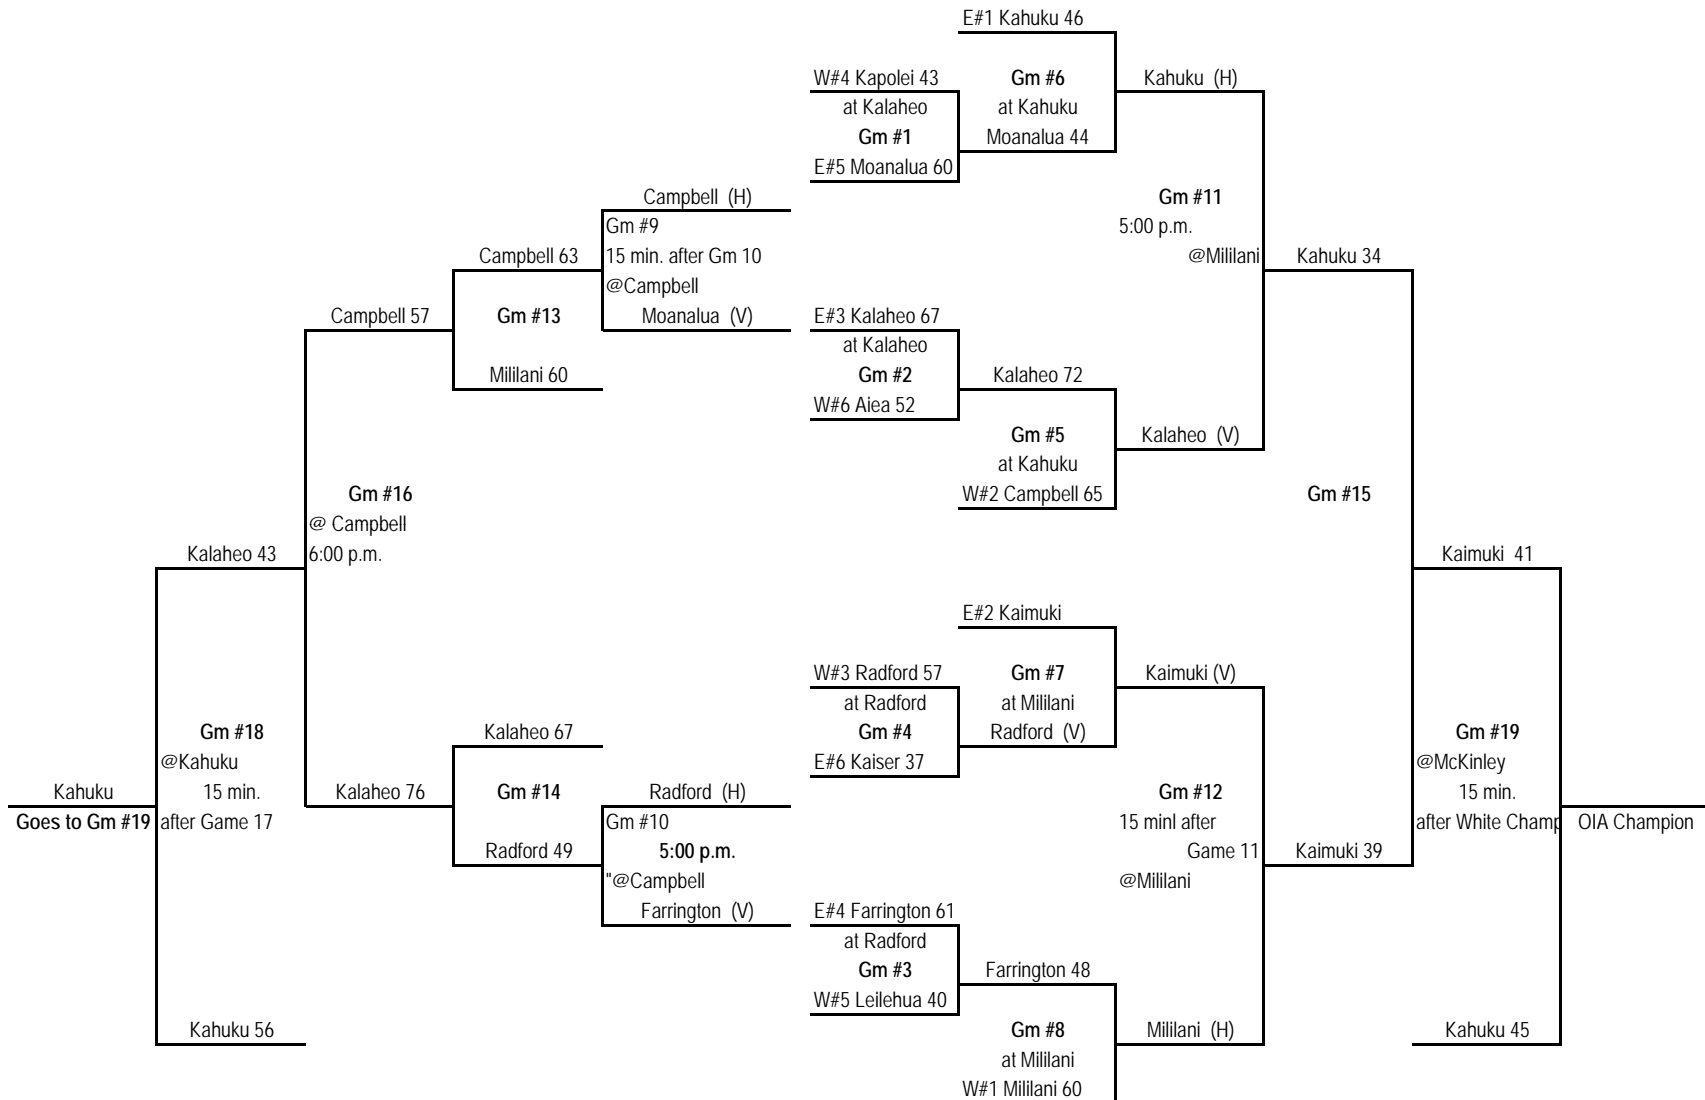 E#1 Kahuku 46
W#4 Kapolei 43
Gm #6
Kahuku (H)
at Kalaheo
at Kahuku
Gm #1
Moanalua 44
E#5 Moanalua 60
Campbell (H)
Gm #11
Gm #9
5:00 p.m.
Campbell 63
15 min. after Gm 10
@Mililani
Kahuku 34
@Campbell
Campbell 57
Gm #13
Moanalua (V)
E#3 Kalaheo 67
at Kalaheo
Mililani 60
Gm #2
Kalaheo 72
W#6 Aiea 52
Gm #5
Kalaheo (V)
at Kahuku
Gm #16
W#2 Campbell 65
Gm #15
@ Campbell
Kalaheo 43
6:00 p.m.
Kaimuki 41
E#2 Kaimuki
W#3 Radford 57
Gm #7
Kaimuki (V)
at Radford
at Mililani
Gm #18
Kalaheo 67
Gm #4
Radford (V)
Gm #19
@Kahuku
E#6 Kaiser 37
@McKinley
Kahuku
15 min.
Kalaheo 76
Gm #14
Radford (H)
Gm #12
15 min.
Goes to Gm #19
after Game 17
Gm #10
15 minl after
after White Champ
OIA Champion
Radford 49
5:00 p.m.
Game 11
Kaimuki 39
"@Campbell
@Mililani
Farrington (V)
E#4 Farrington 61
at Radford
Gm #3
Farrington 48
W#5 Leilehua 40
Kahuku 56
Gm #8
Mililani (H)
Kahuku 45
at Mililani
W#1 Mililani 60